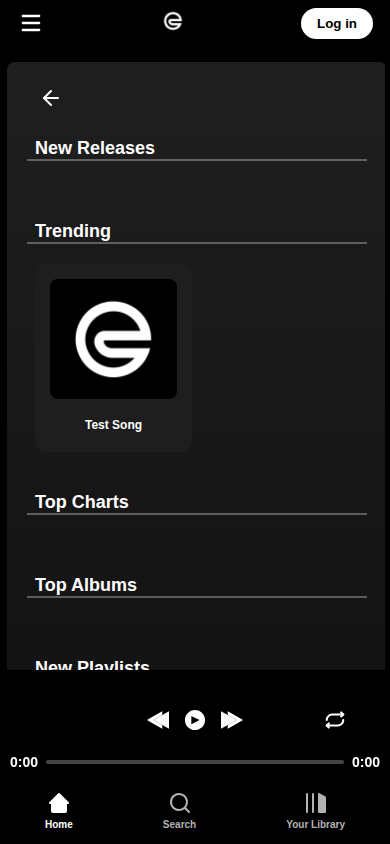 Log in
New Releases
Trending
Test Song
Top Charts
Top Albums
New Playlists
0:00 0:00
Home Search Your Library